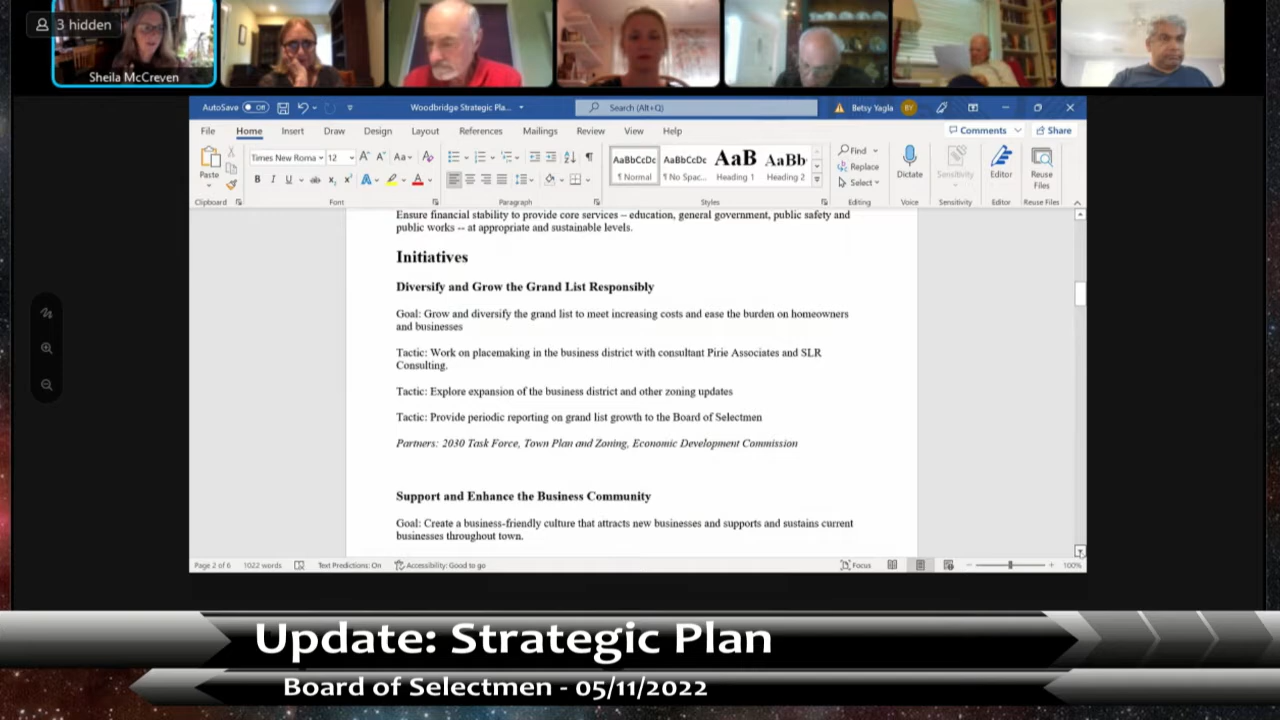 3 hidden
Sheila McCreven
AutoSave Off
Woodbridge Strategic Pla...
Search (Alt+Q)
Betsy Yagla BY
File Home Insert Draw Design Layout References Mailings Review View Help
Comments Share
Paste
Times New Roma 12
Aa
B I U ab x₂ x²
AaBbCcDc AaBbCcDc AaB AaBb
¶ Normal ¶ No Spac... Heading 1 Heading 2
Find
Replace
Select
Dictate
Sensitivity
Editor
Reuse
Files
Clipboard Font Paragraph Styles Editing Voice Sensitivity Editor Reuse Files
Ensure financial stability to provide core services – education, general government, public safety and
public works -- at appropriate and sustainable levels.
Initiatives
Diversify and Grow the Grand List Responsibly
Goal: Grow and diversify the grand list to meet increasing costs and ease the burden on homeowners
and businesses
Tactic: Work on placemaking in the business district with consultant Pirie Associates and SLR
Consulting.
Tactic: Explore expansion of the business district and other zoning updates
Tactic: Provide periodic reporting on grand list growth to the Board of Selectmen
Partners: 2030 Task Force, Town Plan and Zoning, Economic Development Commission
Support and Enhance the Business Community
Goal: Create a business-friendly culture that attracts new businesses and supports and sustains current
businesses throughout town.
Page 2 of 6 1022 words Text Predictions: On Accessibility: Good to go Focus 100%
Update: Strategic Plan
Board of Selectmen - 05/11/2022